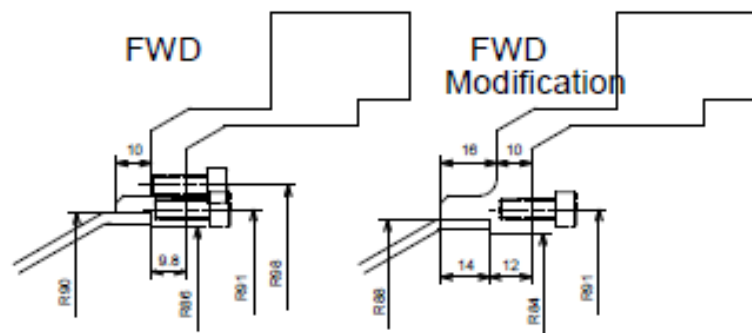 FWD
FWD
Modification
10
16
10
9.8
14
12
R90
R86
R91
R98
R88
R84
R91